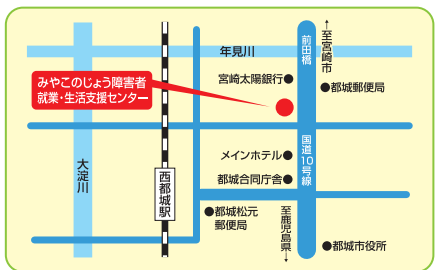 年見川
前田橋
↑至宮崎市
みやこのじょう障害者
就業・生活支援センター
宮崎太陽銀行●
●都城郵便局
大淀川
西都城駅
メインホテル●
国道10号線
都城合同庁舎●
●都城松元
郵便局
至鹿児島県↓
●都城市役所